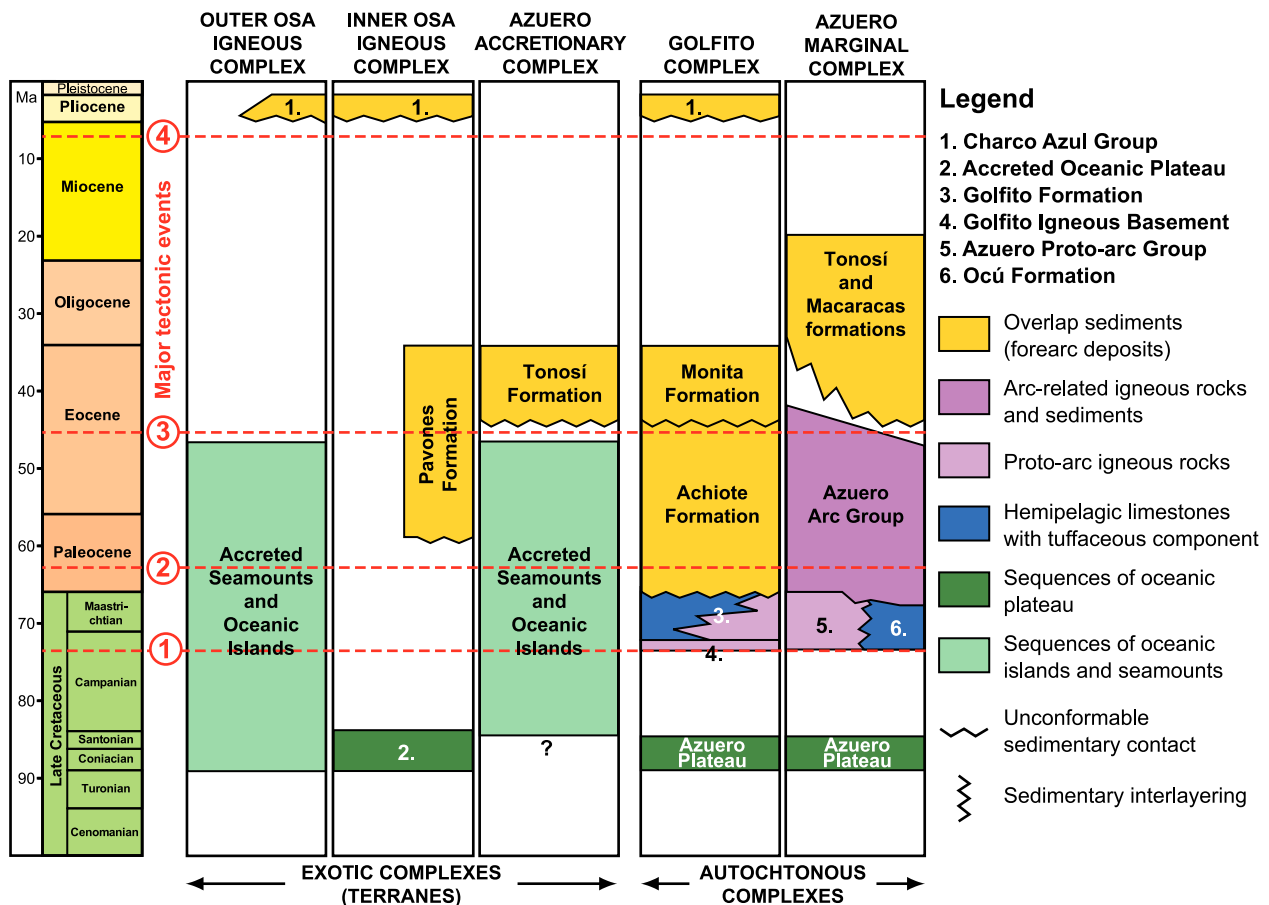 OUTER OSA
IGNEOUS
COMPLEX
INNER OSA
IGNEOUS
COMPLEX
AZUERO
ACCRETIONARY
COMPLEX
GOLFITO
COMPLEX
AZUERO
MARGINAL
COMPLEX
Ma
10
20
30
40
50
60
70
80
90
Pleistocene
Pliocene
Miocene
Oligocene
Eocene
Paleocene
Late Cretaceous
Maastri-
chtian
Campanian
Santonian
Coniacian
Turonian
Cenomanian
Major tectonic events
4
3
2
1
1.
Accreted
Seamounts
and
Oceanic
Islands
1.
Pavones
Formation
2.
Tonosí
Formation
Accreted
Seamounts
and
Oceanic
Islands
?
1.
Monita
Formation
Achiote
Formation
3.
4.
Azuero
Plateau
Tonosí
and
Macaracas
formations
Azuero
Arc Group
5.
6.
Azuero
Plateau
EXOTIC COMPLEXES
(TERRANES)
AUTOCHTONOUS
COMPLEXES
Legend
1. Charco Azul Group
2. Accreted Oceanic Plateau
3. Golfito Formation
4. Golfito Igneous Basement
5. Azuero Proto-arc Group
6. Ocú Formation
Overlap sediments
(forearc deposits)
Arc-related igneous rocks
and sediments
Proto-arc igneous rocks
Hemipelagic limestones
with tuffaceous component
Sequences of oceanic
plateau
Sequences of oceanic
islands and seamounts
Unconformable
sedimentary contact
Sedimentary interlayering